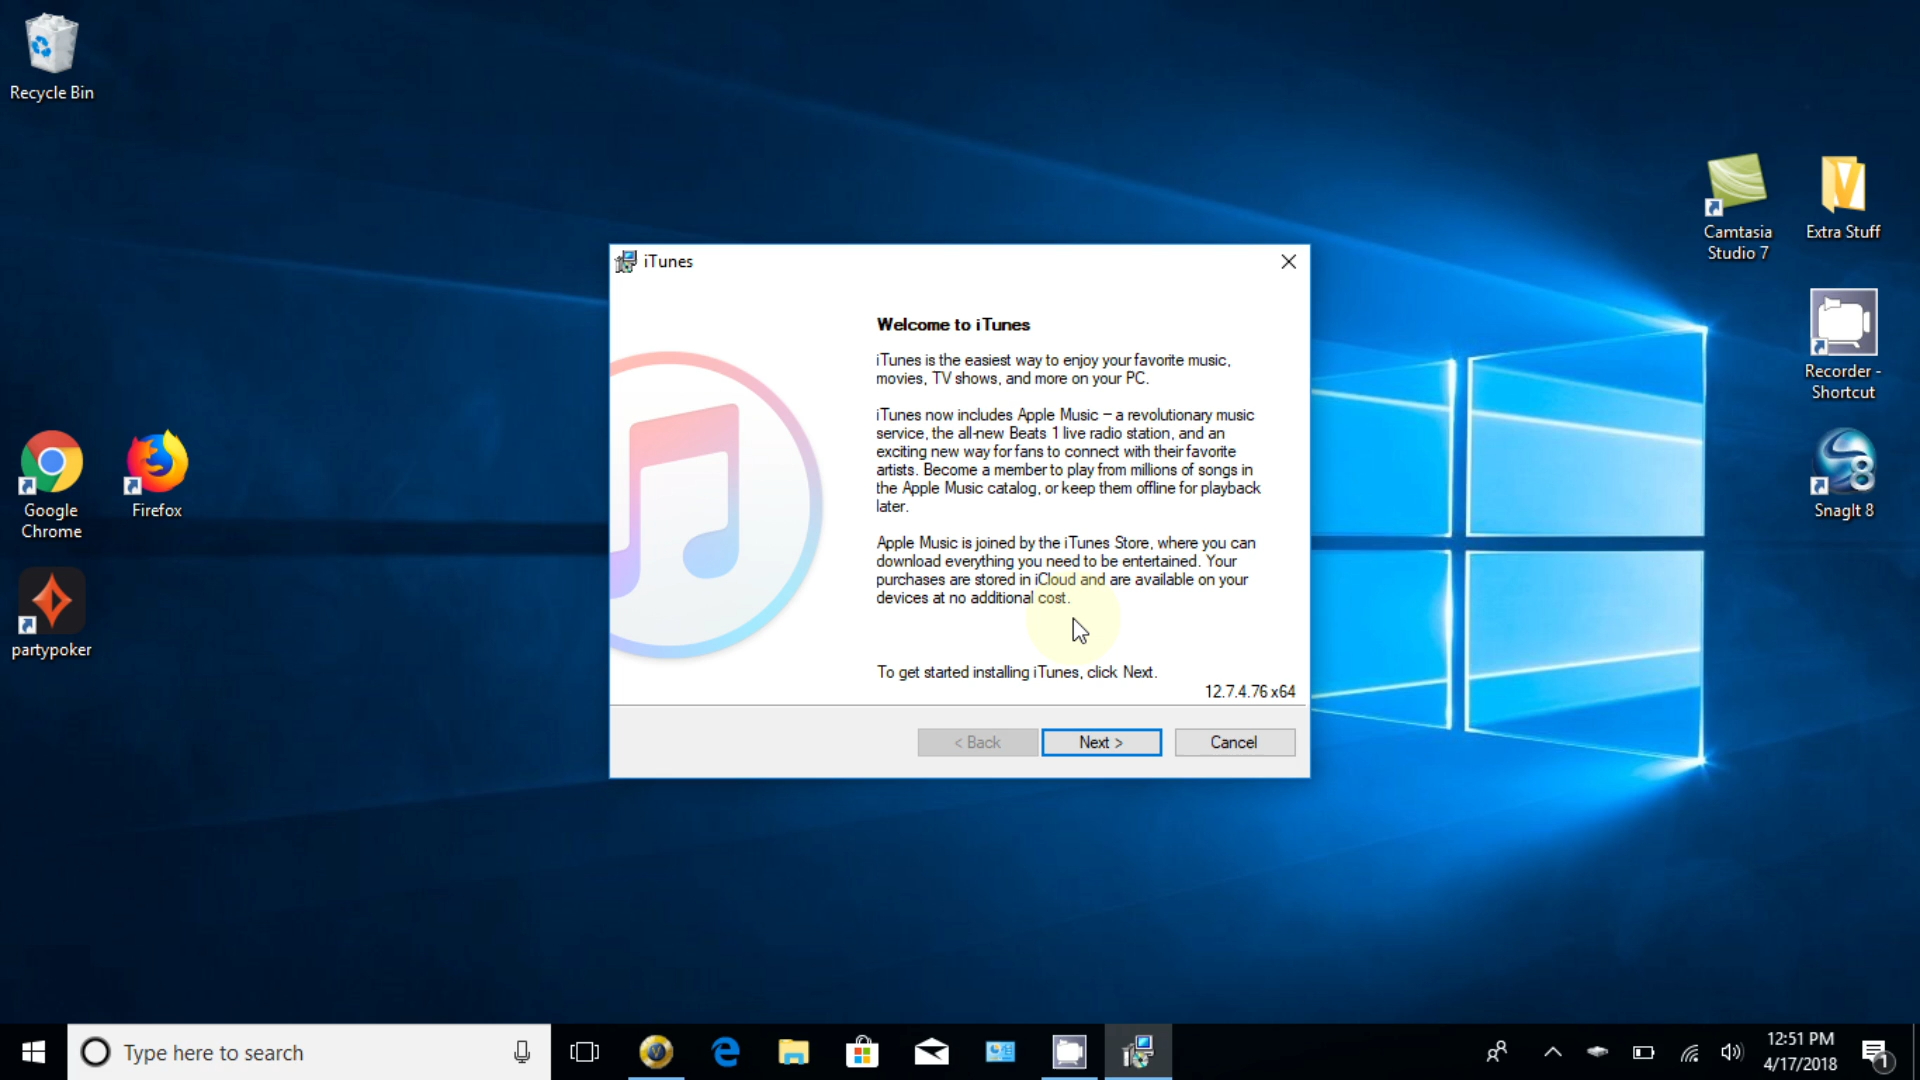 Recycle Bin
Camtasia
Studio 7
Extra Stuff
Recorder -
Shortcut
SnagIt 8
Google
Chrome
Firefox
partypoker
iTunes
Welcome to iTunes
iTunes is the easiest way to enjoy your favorite music,
movies, TV shows, and more on your PC.
iTunes now includes Apple Music – a revolutionary music
service, the all-new Beats 1 live radio station, and an
exciting new way for fans to connect with their favorite
artists. Become a member to play from millions of songs in
the Apple Music catalog, or keep them offline for playback
later.
Apple Music is joined by the iTunes Store, where you can
download everything you need to be entertained. Your
purchases are stored in iCloud and are available on your
devices at no additional cost.
To get started installing iTunes, click Next.
12.7.4.76 x64
< Back
Next >
Cancel
Type here to search
12:51 PM
4/17/2018
1